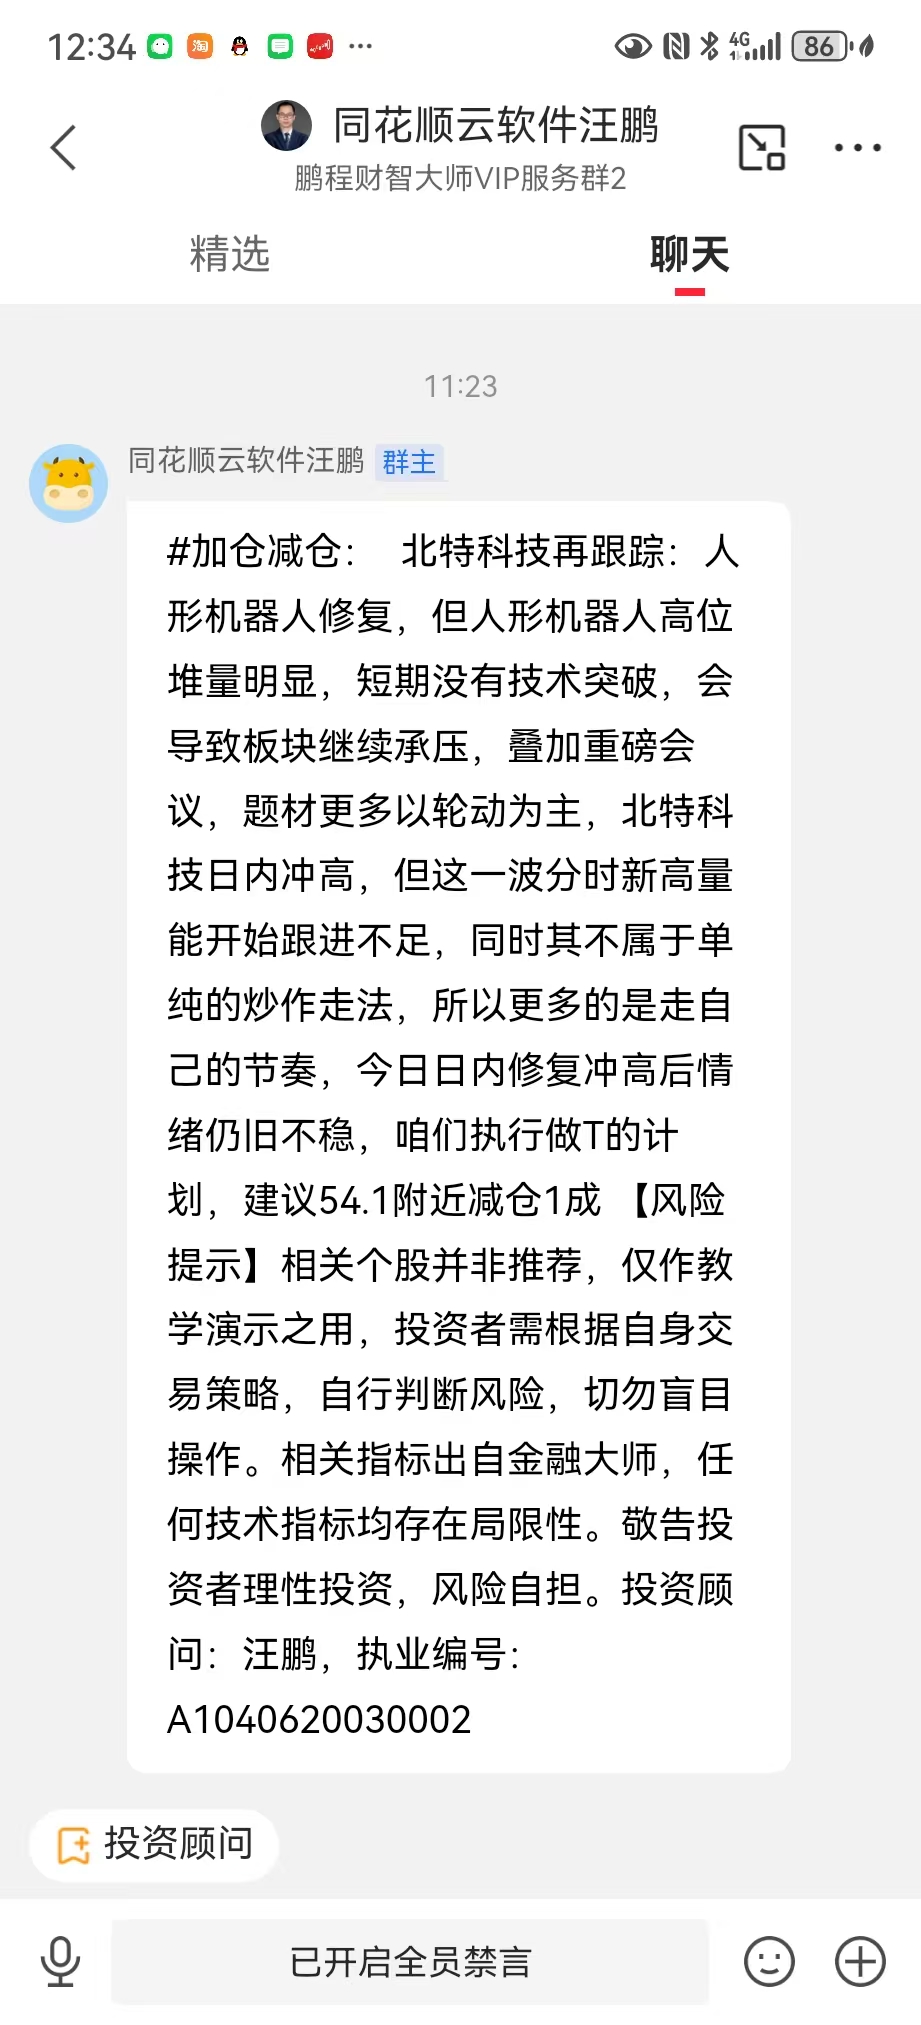 12:34
淘
4G
86
同花顺云软件汪鹏
鹏程财智大师VIP服务群2
精选
聊天
11:23
同花顺云软件汪鹏 群主
#加仓减仓： 北特科技再跟踪：人
形机器人修复，但人形机器人高位
堆量明显，短期没有技术突破，会
导致板块继续承压，叠加重磅会
议，题材更多以轮动为主，北特科
技日内冲高，但这一波分时新高量
能开始跟进不足，同时其不属于单
纯的炒作走法，所以更多的是走自
己的节奏，今日日内修复冲高后情
绪仍旧不稳，咱们执行做T的计
划，建议54.1附近减仓1成 【风险
提示】相关个股并非推荐，仅作教
学演示之用，投资者需根据自身交
易策略，自行判断风险，切勿盲目
操作。相关指标出自金融大师，任
何技术指标均存在局限性。敬告投
资者理性投资，风险自担。投资顾
问：汪鹏，执业编号：
A1040620030002
投资顾问
已开启全员禁言